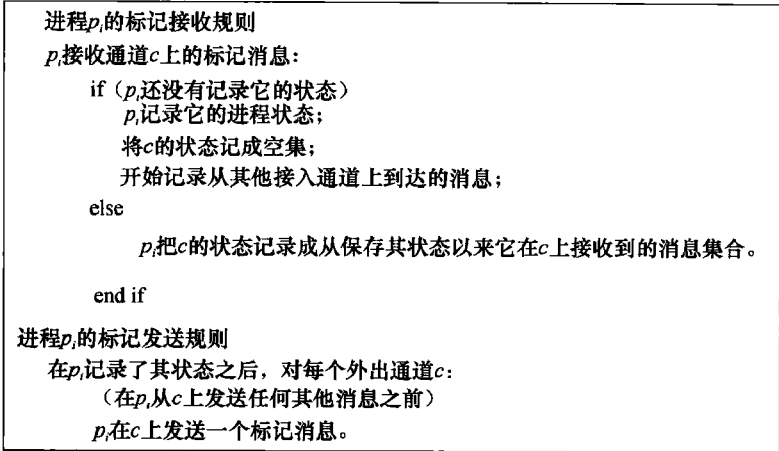 进程pᵢ的标记接收规则
pᵢ接收通道c上的标记消息：
if（pᵢ还没有记录它的状态）
pᵢ记录它的进程状态；
将c的状态记成空集；
开始记录从其他接入通道上到达的消息；
else
pᵢ把c的状态记录成从保存其状态以来它在c上接收到的消息集合。
end if
进程pᵢ的标记发送规则
在pᵢ记录了其状态之后，对每个外出通道c：
（在pᵢ从c上发送任何其他消息之前）
pᵢ在c上发送一个标记消息。